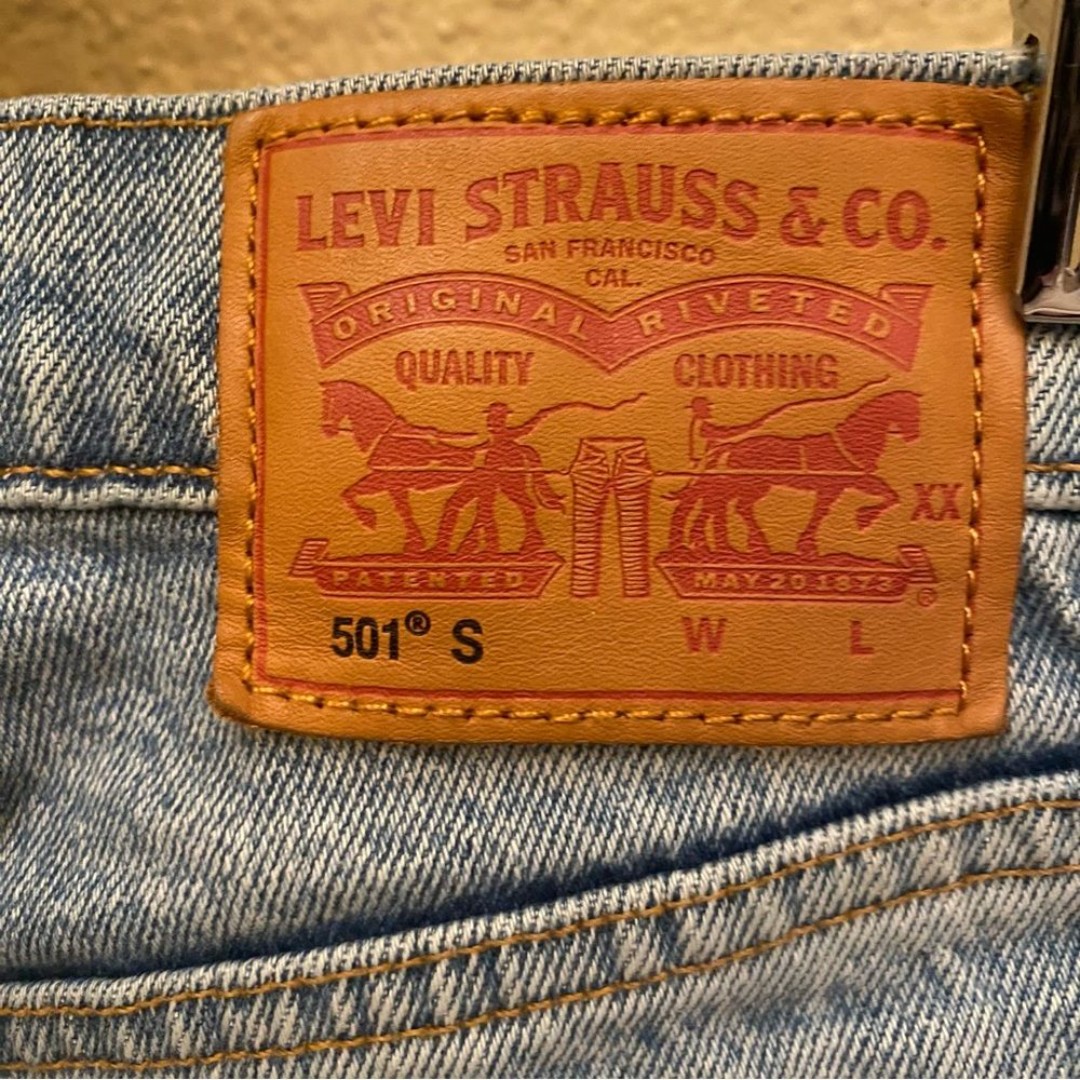 LEVI STRAUSS & CO.
SAN FRANCISCO
CAL.
ORIGINAL RIVETED
QUALITY CLOTHING
XX
PATENTED MAY 20 1873 ®
501® S W L